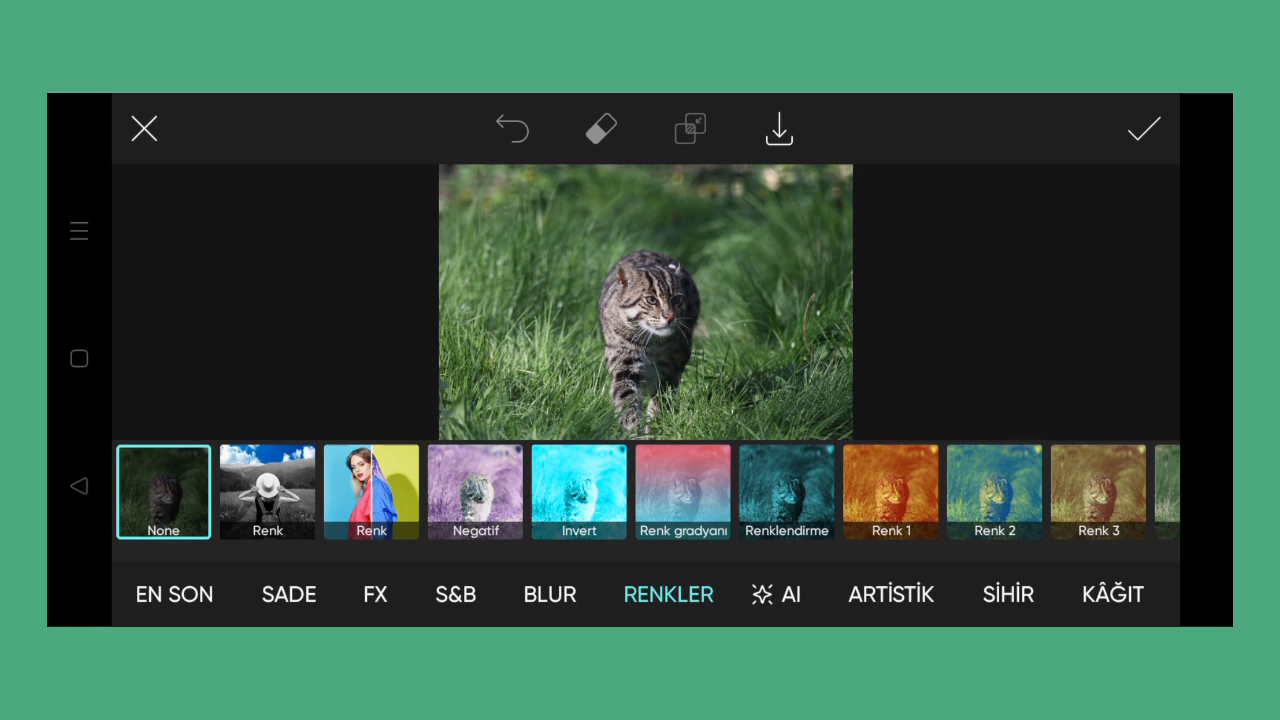 None
Renk
Renk
Negatif
Invert
Renk gradyanı
Renklendirme
Renk 1
Renk 2
Renk 3
EN SON
SADE
FX
S&B
BLUR
RENKLER
AI
ARTİSTİK
SİHİR
KÂĞIT